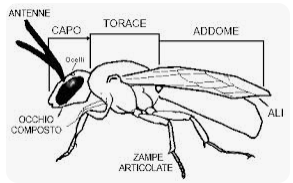 ANTENNE
CAPO
TORACE
ADDOME
Ocelli
OCCHIO
COMPOSTO
ALI
ZAMPE
ARTICOLATE